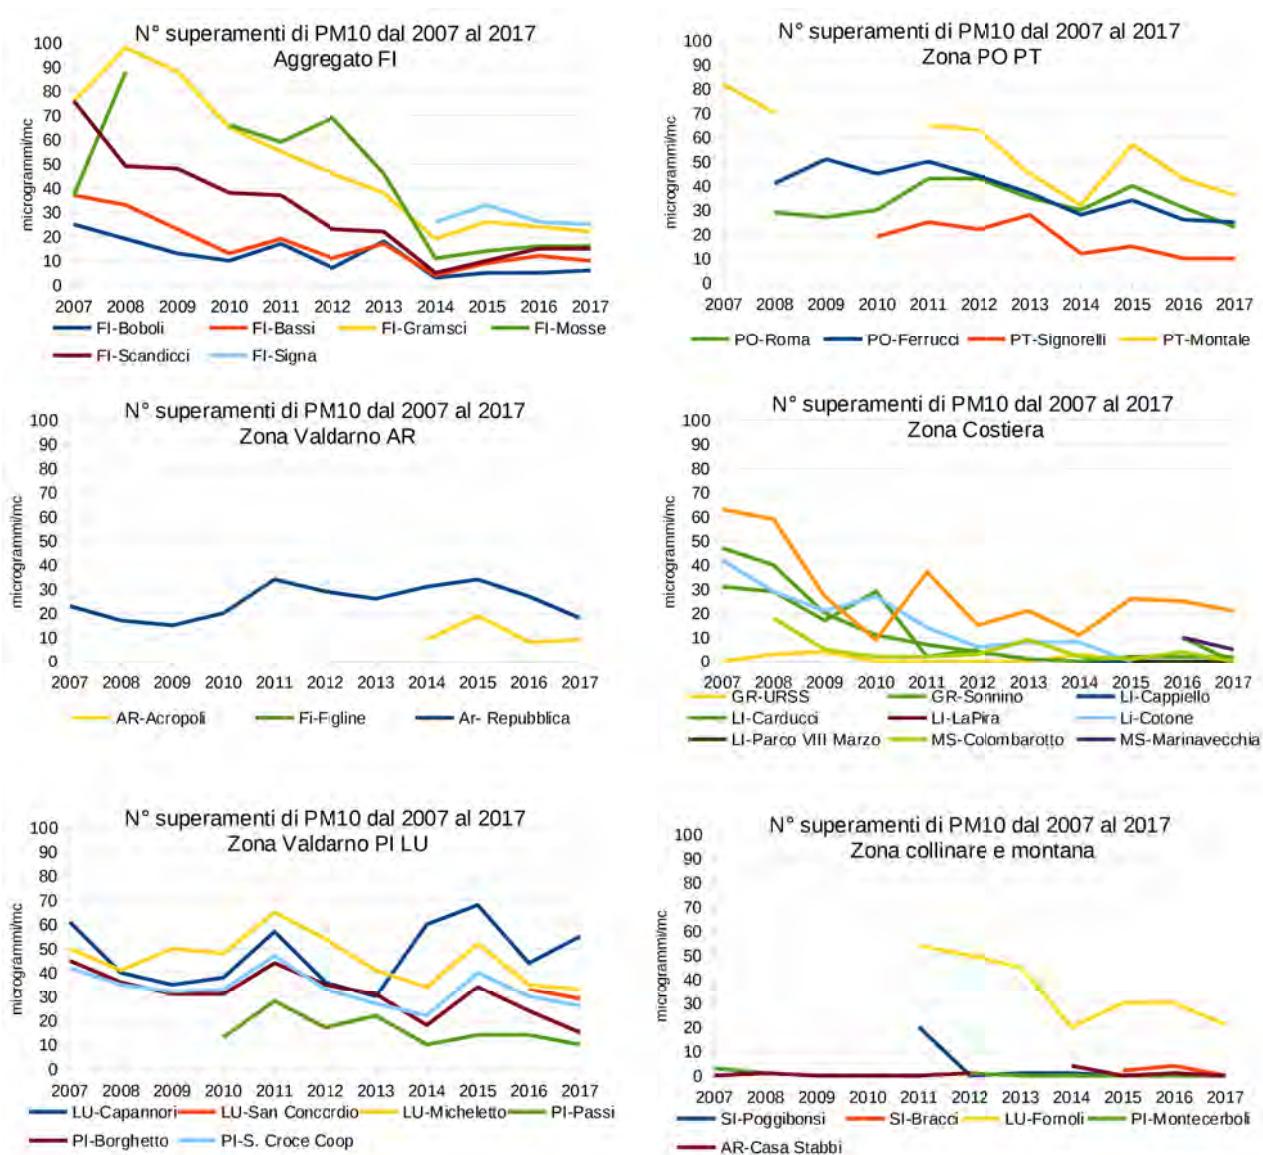 N° superamenti di PM10 dal 2007 al 2017
Aggregato FI
microgrammi/mc
100
90
80
70
60
50
40
30
20
10
0
2007 2008 2009 2010 2011 2012 2013 2014 2015 2016 2017
FI-Boboli FI-Bassi FI-Gramsci FI-Mosse
FI-Scandicci FI-Signa
N° superamenti di PM10 dal 2007 al 2017
Zona PO PT
microgrammi/mc
100
90
80
70
60
50
40
30
20
10
0
2007 2008 2009 2010 2011 2012 2013 2014 2015 2016 2017
PO-Roma PO-Ferrucci PT-Signorelli PT-Montale
N° superamenti di PM10 dal 2007 al 2017
Zona Valdarno AR
microgrammi/mc
100
90
80
70
60
50
40
30
20
10
0
2007 2008 2009 2010 2011 2012 2013 2014 2015 2016 2017
AR-Acropoli Fi-Figline Ar- Repubblica
N° superamenti di PM10 dal 2007 al 2017
Zona Costiera
microgrammi/mc
100
90
80
70
60
50
40
30
20
10
0
2007 2008 2009 2010 2011 2012 2013 2014 2015 2016 2017
GR-URSS GR-Sonnino LI-Cappiello
LI-Carducci LI-LaPira Li-Cotone
LI-Parco VIII Marzo MS-Colombarotto MS-Marinavecchia
N° superamenti di PM10 dal 2007 al 2017
Zona Valdarno PI LU
microgrammi/mc
100
90
80
70
60
50
40
30
20
10
0
2007 2008 2009 2010 2011 2012 2013 2014 2015 2016 2017
LU-Capannori LU-San Concordio LU-Micheletto PI-Passi
PI-Borghetto PI-S. Croce Coop
N° superamenti di PM10 dal 2007 al 2017
Zona collinare e montana
microgrammi/mc
100
90
80
70
60
50
40
30
20
10
0
2007 2008 2009 2010 2011 2012 2013 2014 2015 2016 2017
SI-Poggibonsi SI-Bracci LU-Fornoli PI-Montecerboli
AR-Casa Stabbi